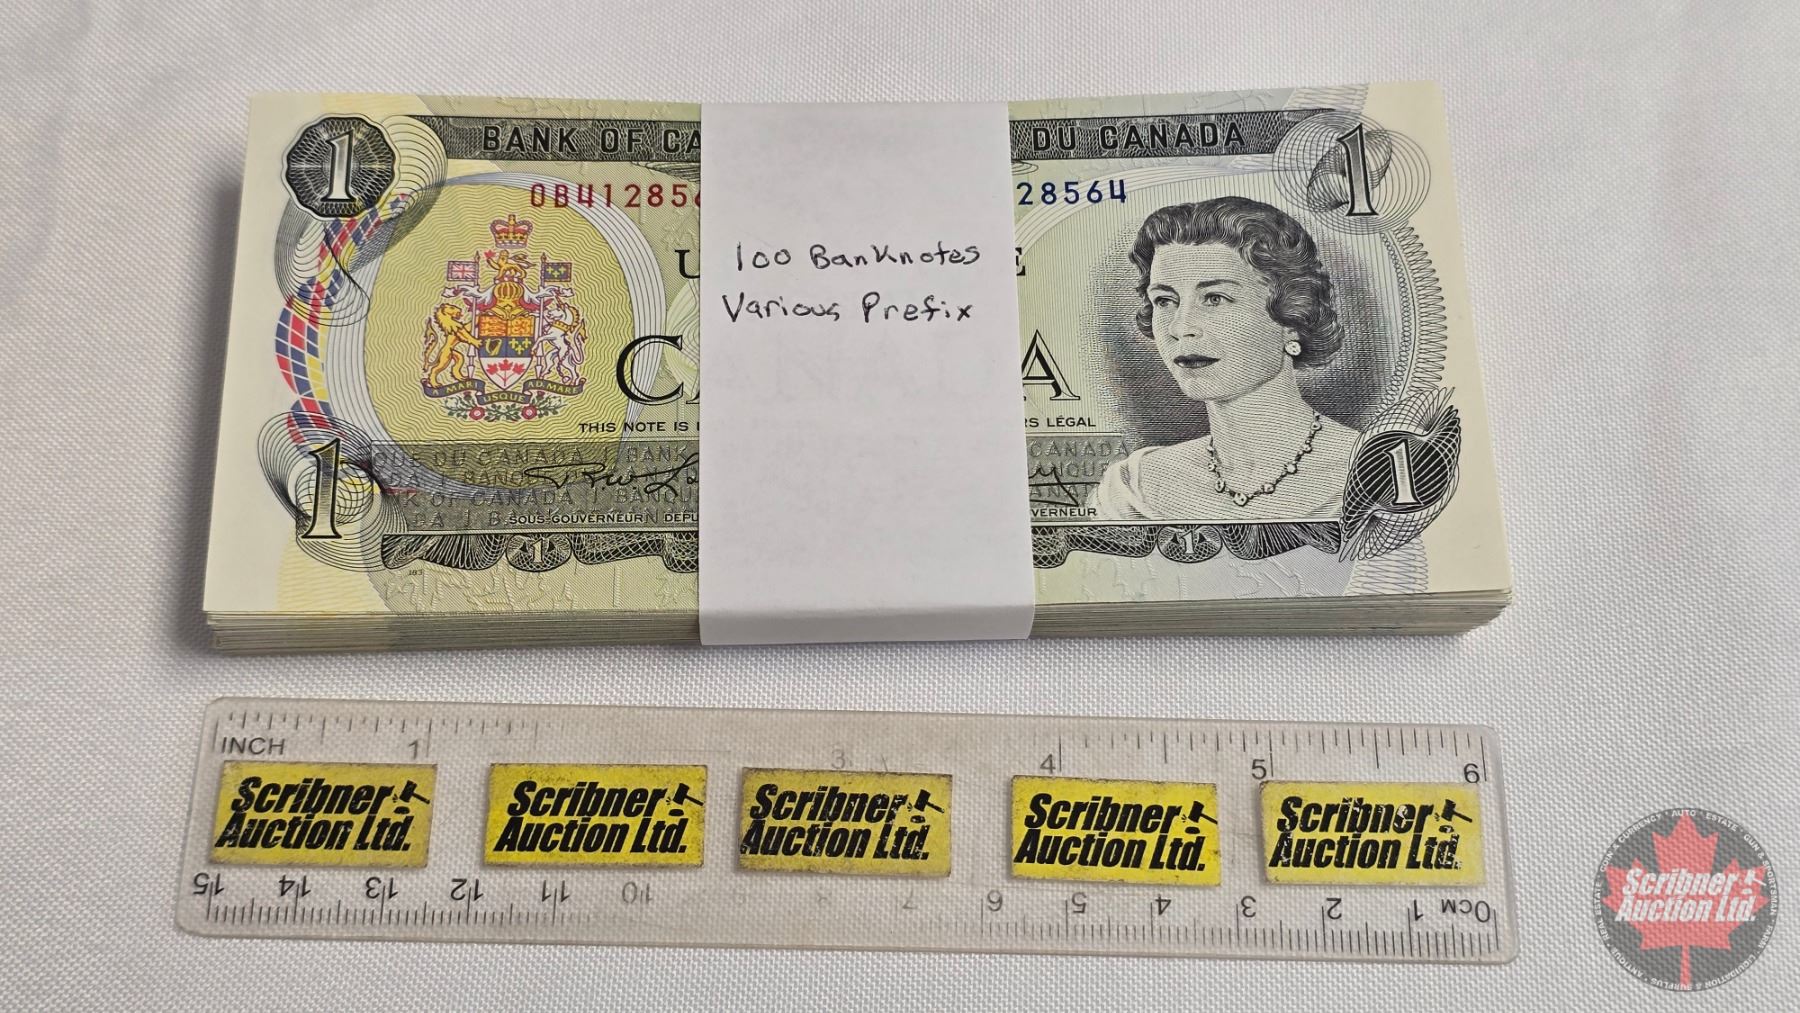 1
BANK OF CA
DU CANADA
1
OB412856
28564
100 Banknotes
Various Prefix
U
E
C
A
A MARI
USQUE
AD MARE
THIS NOTE IS
RS LÉGAL
1
1
SOUS-GOUVERNEUR DEPU
VERNEUR
1
1
183
INCH
1
3
4
5
6
Scribner
Auction Ltd.
Scribner
Auction Ltd.
Scribner
Auction Ltd.
Scribner
Auction Ltd.
Scribner
Auction Ltd.
15 14 13 12 11 10 7 6 5 4 3 2 1 0CM
Scribner
Auction Ltd.